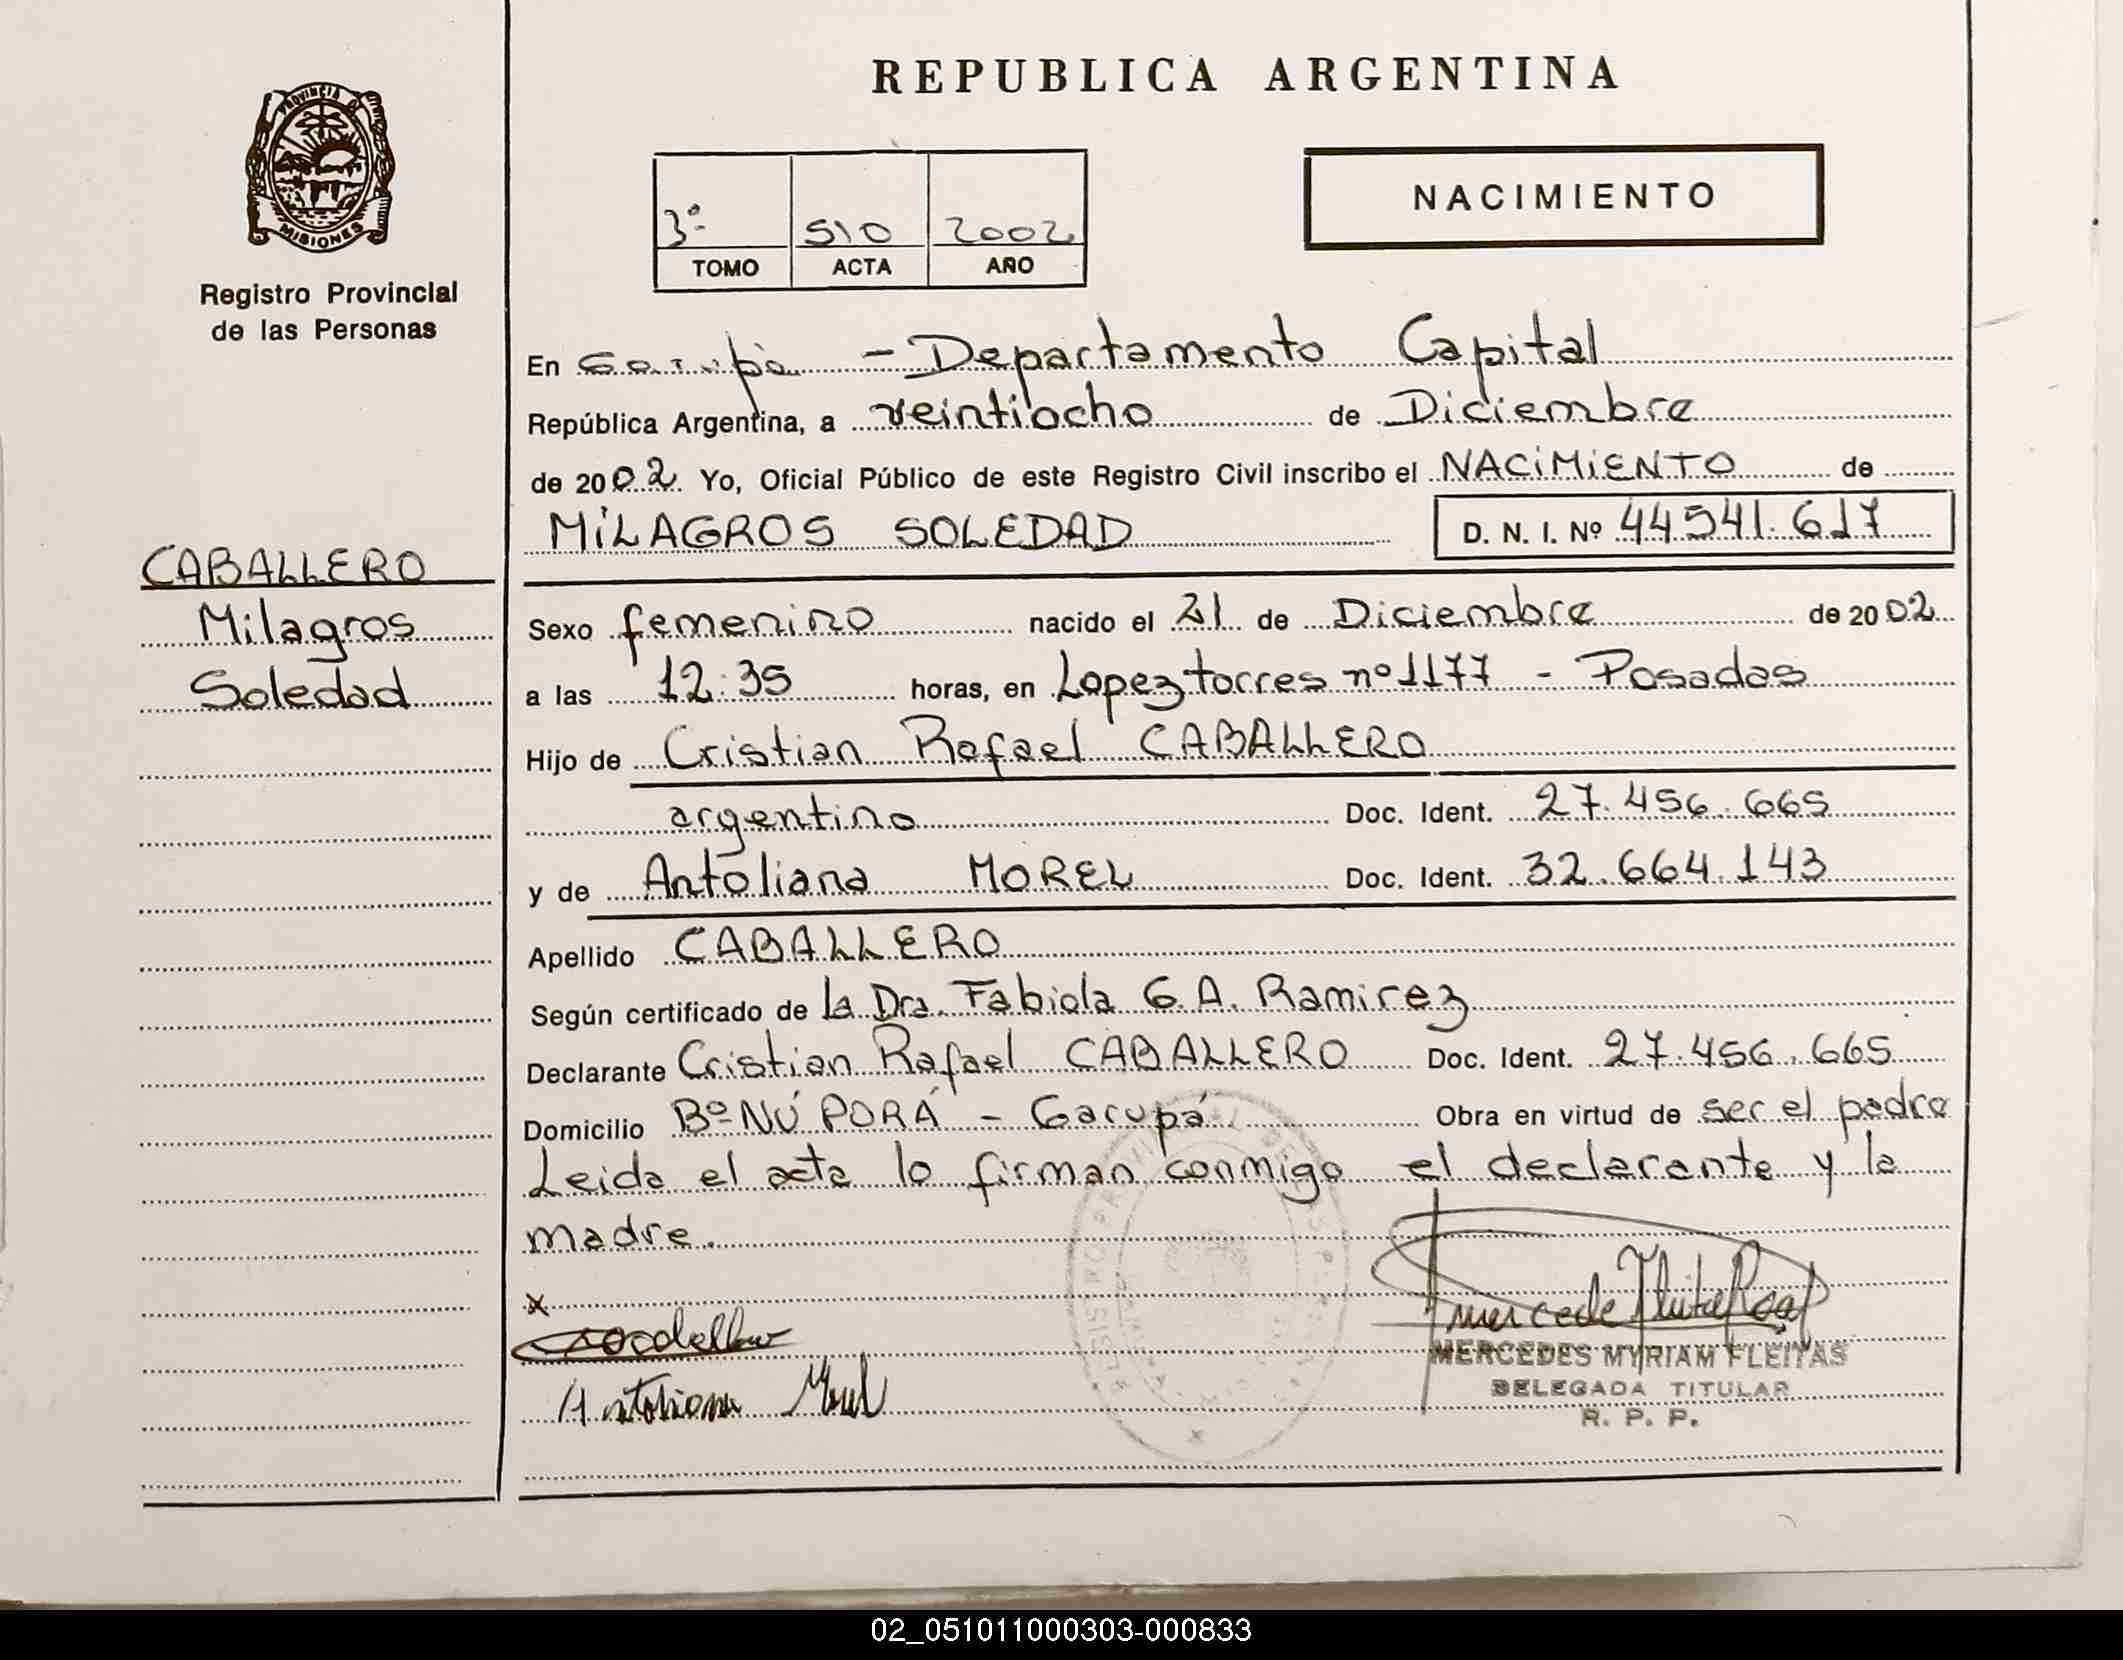 PROVINCIA DE
MISIONES
Registro Provincial
de las Personas
CABALLERO
Milagros
Soledad
REPUBLICA ARGENTINA
3º 510 2002
TOMO ACTA AÑO
NACIMIENTO
En Garupá - Departamento Capital
República Argentina, a veintiocho de Diciembre
de 2002 Yo, Oficial Público de este Registro Civil inscribo el NACIMIENTO de
MILAGROS SOLEDAD D. N. I. Nº 44541.617
Sexo femenino nacido el 21 de Diciembre de 2002
a las 12:35 horas, en Lopez torres nº 1177 - Posadas
Hijo de Cristian Rafael CABALLERO
argentino Doc. Ident. 27.456.665
y de Antoliana MOREL Doc. Ident. 32.664.143
Apellido CABALLERO
Según certificado de la Dra. Fabiola G.A. Ramirez
Declarante Cristian Rafael CABALLERO Doc. Ident. 27.456.665
Domicilio Bº NÚ PORÁ - Garupá Obra en virtud de ser el padre
Leida el acta lo firman conmigo el declarante y la
madre.
x
Antoliana Morel
MERCEDES MYRIAM FLEITAS
DELEGADA TITULAR
R. P. P.
02_051011000303-000833